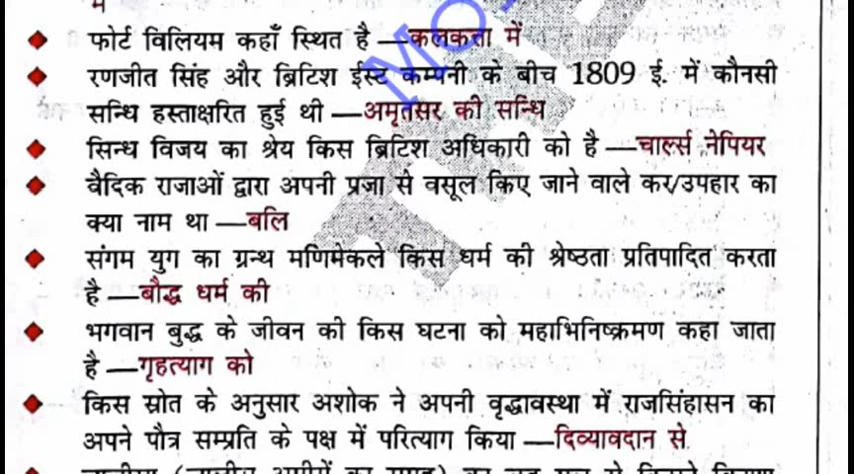 में
फोर्ट विलियम कहाँ स्थित है —कलकत्ता में
रणजीत सिंह और ब्रिटिश ईस्ट कम्पनी के बीच 1809 ई. में कौनसी
सन्धि हस्ताक्षरित हुई थी —अमृतसर की सन्धि
सिन्ध विजय का श्रेय किस ब्रिटिश अधिकारी को है —चार्ल्स नेपियर
वैदिक राजाओं द्वारा अपनी प्रजा से वसूल किए जाने वाले कर/उपहार का
क्या नाम था —बलि
संगम युग का ग्रन्थ मणिमेकले किस धर्म की श्रेष्ठता प्रतिपादित करता
है —बौद्ध धर्म की
भगवान बुद्ध के जीवन की किस घटना को महाभिनिष्क्रमण कहा जाता
है —गृहत्याग को
किस स्रोत के अनुसार अशोक ने अपनी वृद्धावस्था में राजसिंहासन का
अपने पौत्र सम्प्रति के पक्ष में परित्याग किया —दिव्यावदान से